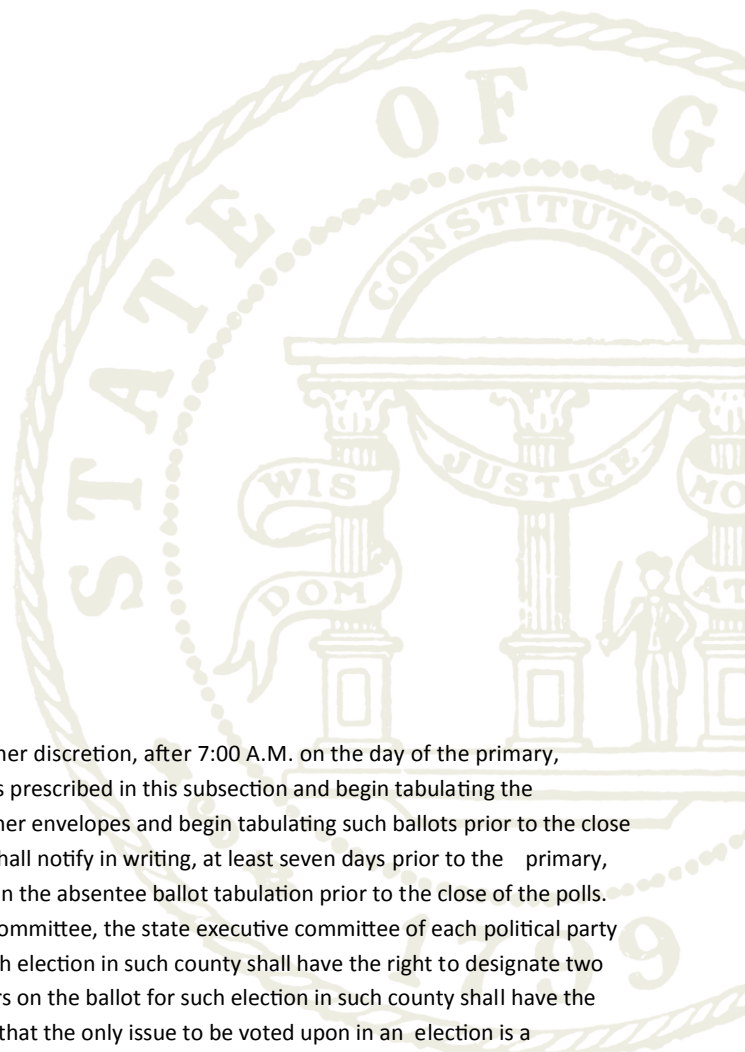 STATE OF G
CONSTITUTION
WIS
JUSTICE
MO
DOM
AT
her discretion, after 7:00 A.M. on the day of the primary,
s prescribed in this subsection and begin tabulating the
ner envelopes and begin tabulating such ballots prior to the close
hall notify in writing, at least seven days prior to the primary,
n the absentee ballot tabulation prior to the close of the polls.
ommittee, the state executive committee of each political party
h election in such county shall have the right to designate two
rs on the ballot for such election in such county shall have the
that the only issue to be voted upon in an election is a
1799